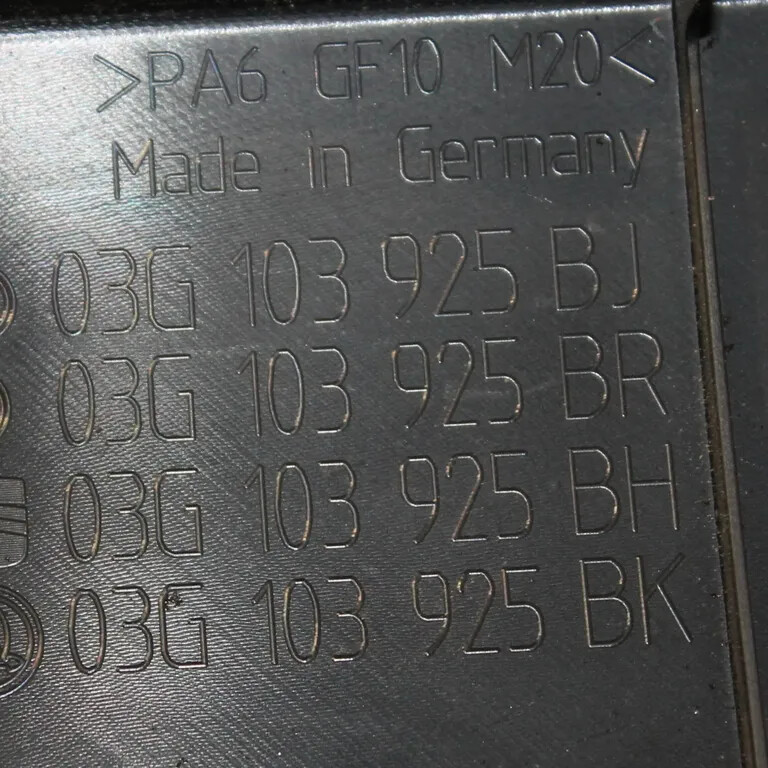 >PA6 GF10 M20<
Made in Germany
03G 103 925 BJ
03G 103 925 BR
03G 103 925 BH
03G 103 925 BK